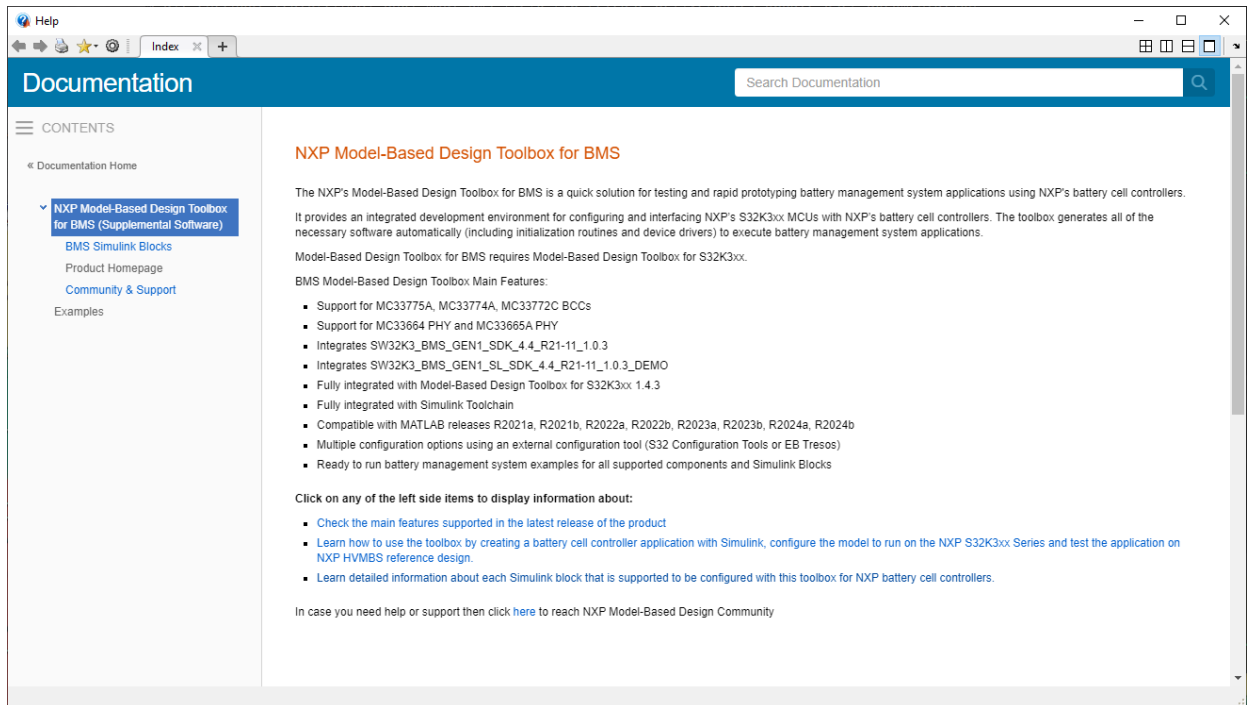 Help
Index
Documentation
Search Documentation
CONTENTS
« Documentation Home
NXP Model-Based Design Toolbox
for BMS (Supplemental Software)
BMS Simulink Blocks
Product Homepage
Community & Support
Examples
NXP Model-Based Design Toolbox for BMS
The NXP's Model-Based Design Toolbox for BMS is a quick solution for testing and rapid prototyping battery management system applications using NXP's battery cell controllers.
It provides an integrated development environment for configuring and interfacing NXP's S32K3xx MCUs with NXP's battery cell controllers. The toolbox generates all of the
necessary software automatically (including initialization routines and device drivers) to execute battery management system applications.
Model-Based Design Toolbox for BMS requires Model-Based Design Toolbox for S32K3xx.
BMS Model-Based Design Toolbox Main Features:
▪ Support for MC33775A, MC33774A, MC33772C BCCs
▪ Support for MC33664 PHY and MC33665A PHY
▪ Integrates SW32K3_BMS_GEN1_SDK_4.4_R21-11_1.0.3
▪ Integrates SW32K3_BMS_GEN1_SL_SDK_4.4_R21-11_1.0.3_DEMO
▪ Fully integrated with Model-Based Design Toolbox for S32K3xx 1.4.3
▪ Fully integrated with Simulink Toolchain
▪ Compatible with MATLAB releases R2021a, R2021b, R2022a, R2022b, R2023a, R2023b, R2024a, R2024b
▪ Multiple configuration options using an external configuration tool (S32 Configuration Tools or EB Tresos)
▪ Ready to run battery management system examples for all supported components and Simulink Blocks
Click on any of the left side items to display information about:
▪ Check the main features supported in the latest release of the product
▪ Learn how to use the toolbox by creating a battery cell controller application with Simulink, configure the model to run on the NXP S32K3xx Series and test the application on
NXP HVMBS reference design.
▪ Learn detailed information about each Simulink block that is supported to be configured with this toolbox for NXP battery cell controllers.
In case you need help or support then click here to reach NXP Model-Based Design Community